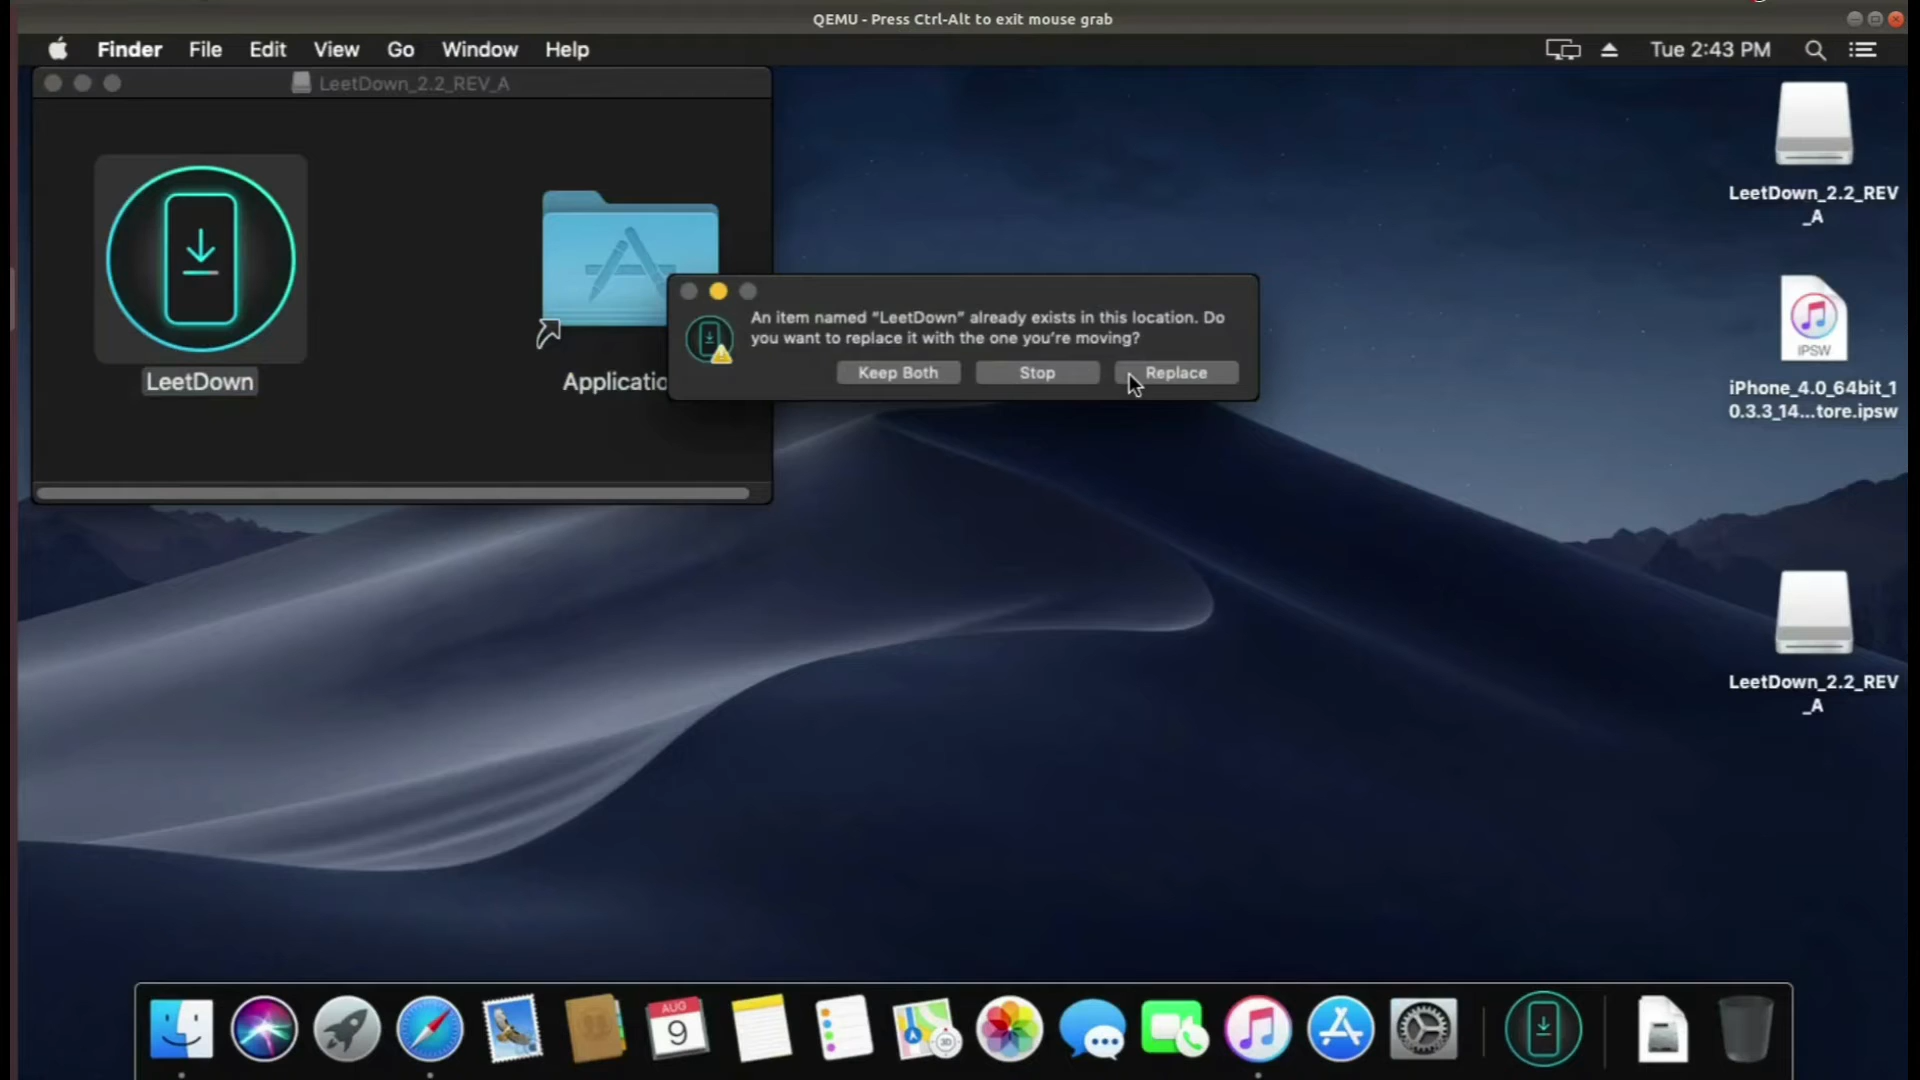 QEMU - Press Ctrl-Alt to exit mouse grab
Finder File Edit View Go Window Help
Tue 2:43 PM
LeetDown_2.2_REV_A
LeetDown
Applicatio
An item named “LeetDown” already exists in this location. Do
you want to replace it with the one you’re moving?
Keep Both
Stop
Replace
LeetDown_2.2_REV
_A
IPSW
iPhone_4.0_64bit_1
0.3.3_14...tore.ipsw
LeetDown_2.2_REV
_A
AUG
9
3D